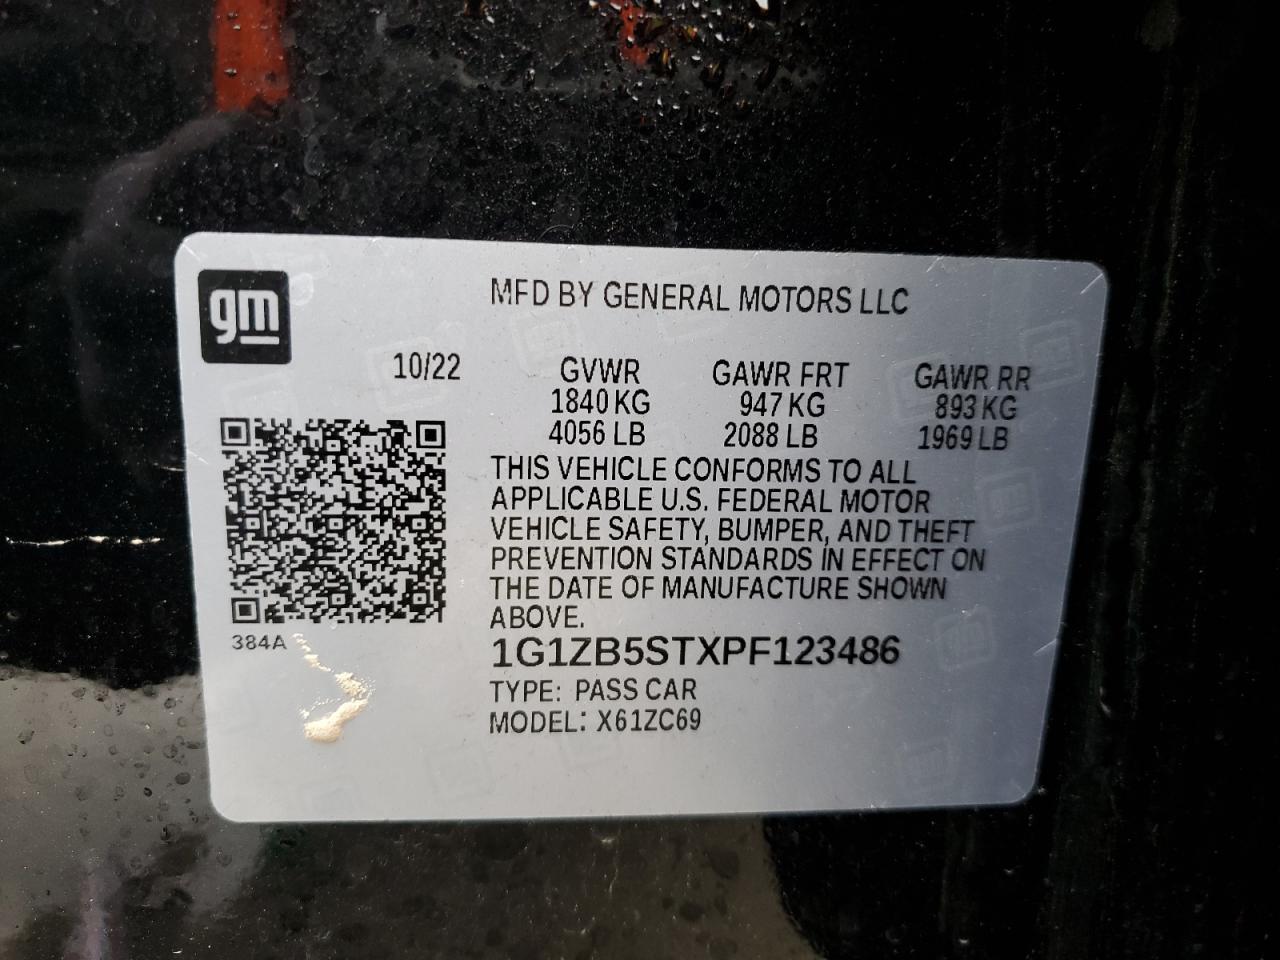 gm
MFD BY GENERAL MOTORS LLC
10/22 GVWR GAWR FRT GAWR RR
1840 KG 947 KG 893 KG
4056 LB 2088 LB 1969 LB
THIS VEHICLE CONFORMS TO ALL
APPLICABLE U.S. FEDERAL MOTOR
VEHICLE SAFETY, BUMPER, AND THEFT
PREVENTION STANDARDS IN EFFECT ON
THE DATE OF MANUFACTURE SHOWN
ABOVE.
384A
1G1ZB5STXPF123486
TYPE: PASS CAR
MODEL: X61ZC69